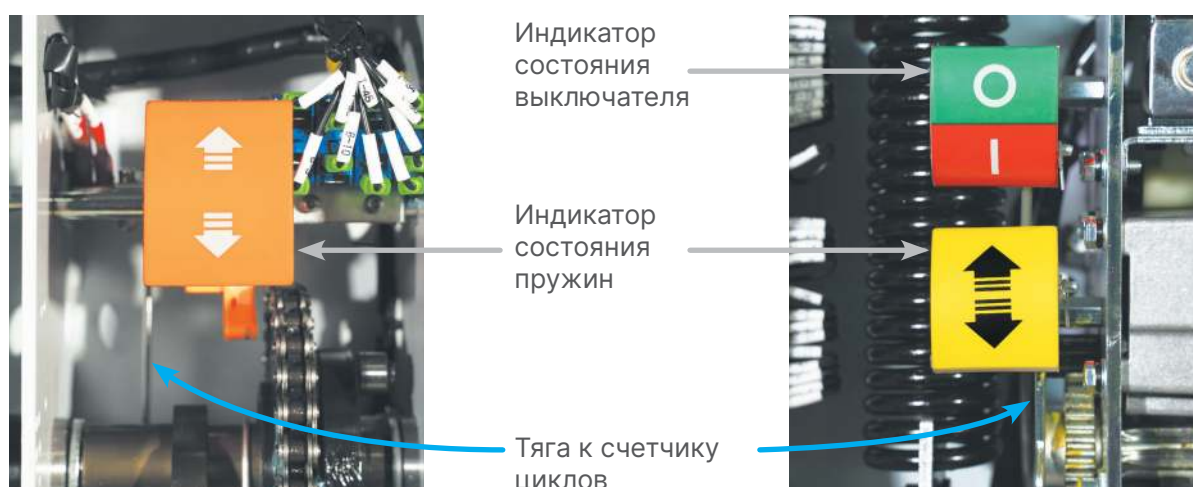 Индикатор
состояния
выключателя
Индикатор
состояния
пружин
Тяга к счетчику
циклов